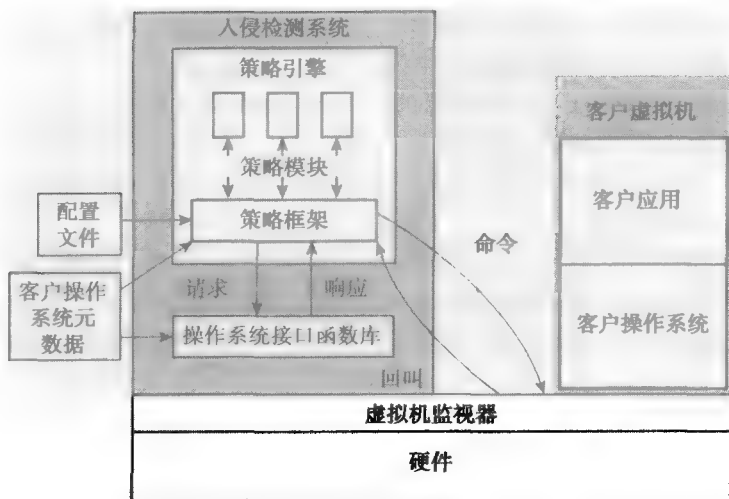 入侵检测系统
策略引擎
策略模块
策略框架
配置
文件
客户操作
系统元
数据
请求
响应
操作系统接口函数库
回叫
命令
客户虚拟机
客户应用
客户操作系统
虚拟机监视器
硬件